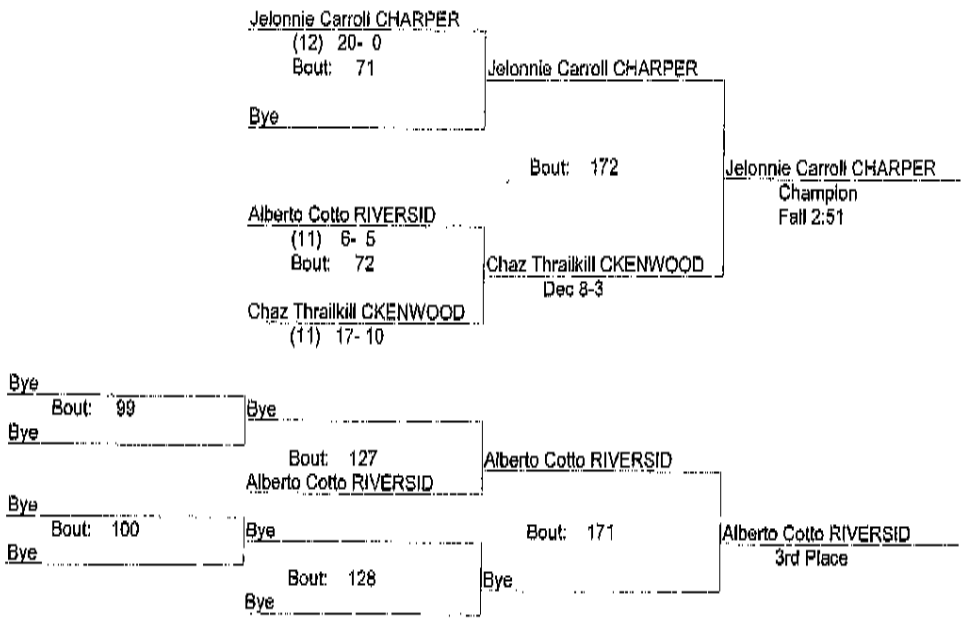 Jelonnie Carroll CHARPER
(12) 20- 0
Bout: 71
Jelonnie Carroll CHARPER
Bye
Bout: 172
Jelonnie Carroll CHARPER
Champion
Fall 2:51
Alberto Cotto RIVERSID
(11) 6- 5
Bout: 72
Chaz Thrailkill CKENWOOD
Dec 8-3
Chaz Thrailkill CKENWOOD
(11) 17- 10
Bye
Bout: 99
Bye
Bye
Bout: 127
Alberto Cotto RIVERSID
Alberto Cotto RIVERSID
Bye
Bout: 100
Bye
Bye
Bout: 171
Alberto Cotto RIVERSID
3rd Place
Bout: 128
Bye
Bye